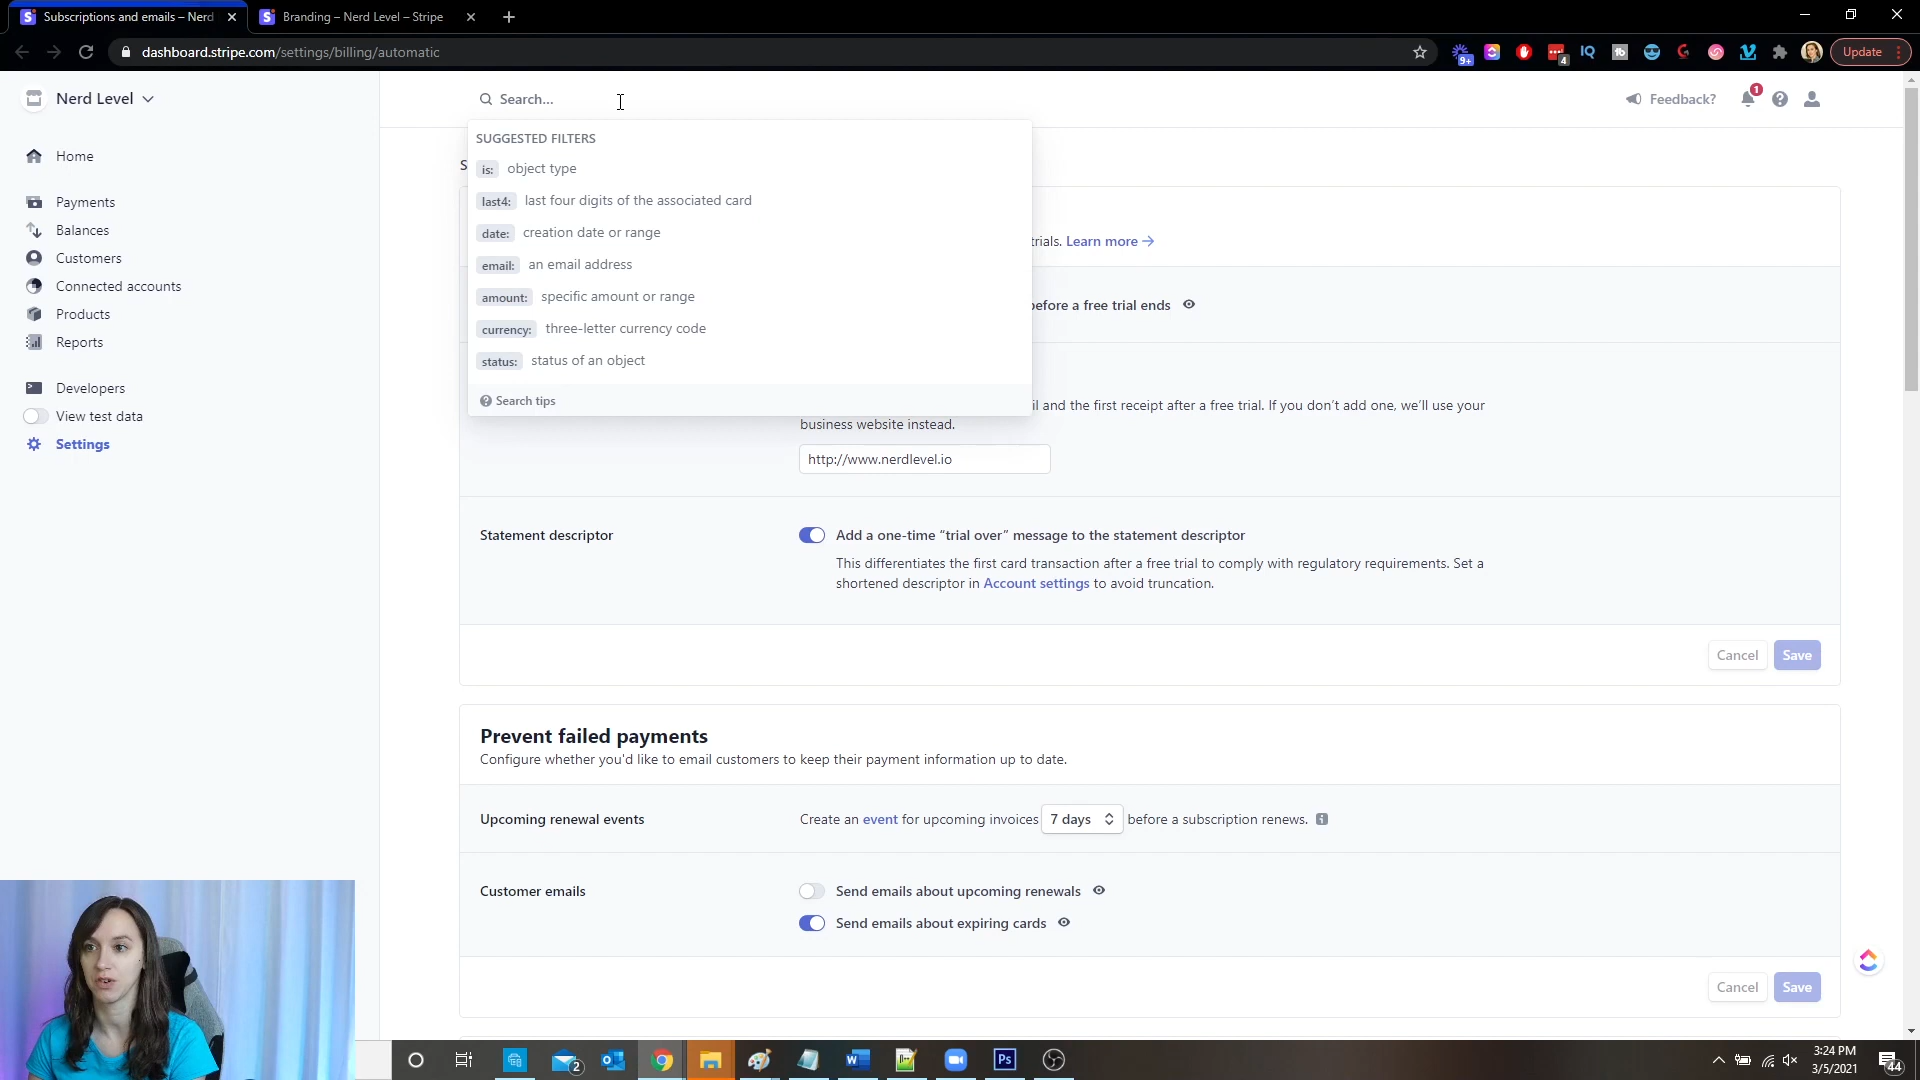 Subscriptions and emails – Nerd
Branding – Nerd Level – Stripe
dashboard.stripe.com/settings/billing/automatic
9+
4
IQ
Update
Nerd Level
Search...
Feedback?
1
Home
Payments
Balances
Customers
Connected accounts
Products
Reports
Developers
View test data
Settings
SUGGESTED FILTERS
is: object type
last4: last four digits of the associated card
date: creation date or range
email: an email address
amount: specific amount or range
currency: three-letter currency code
status: status of an object
Search tips
S
trials. Learn more →
before a free trial ends
il and the first receipt after a free trial. If you don’t add one, we’ll use your
business website instead.
http://www.nerdlevel.io
Statement descriptor
Add a one-time “trial over” message to the statement descriptor
This differentiates the first card transaction after a free trial to comply with regulatory requirements. Set a
shortened descriptor in Account settings to avoid truncation.
Cancel
Save
Prevent failed payments
Configure whether you'd like to email customers to keep their payment information up to date.
Upcoming renewal events
Create an event for upcoming invoices 7 days before a subscription renews.
Customer emails
Send emails about upcoming renewals
Send emails about expiring cards
Cancel
Save
2
Ps
3:24 PM
3/5/2021
44